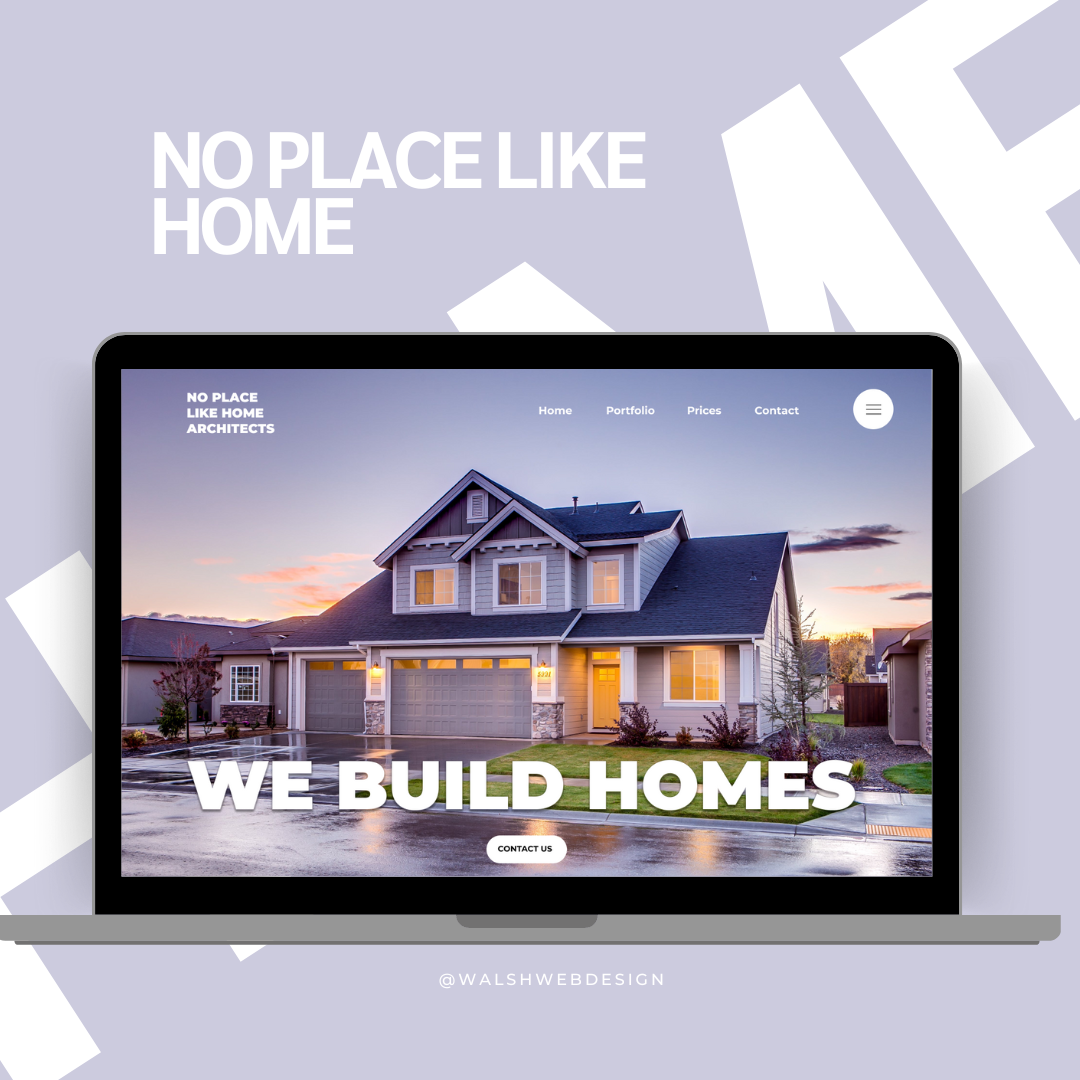 NO PLACE LIKE
HOME
NO PLACE
LIKE HOME
ARCHITECTS
Home Portfolio Prices Contact
WE BUILD HOMES
CONTACT US
@WALSHWEBDESIGN